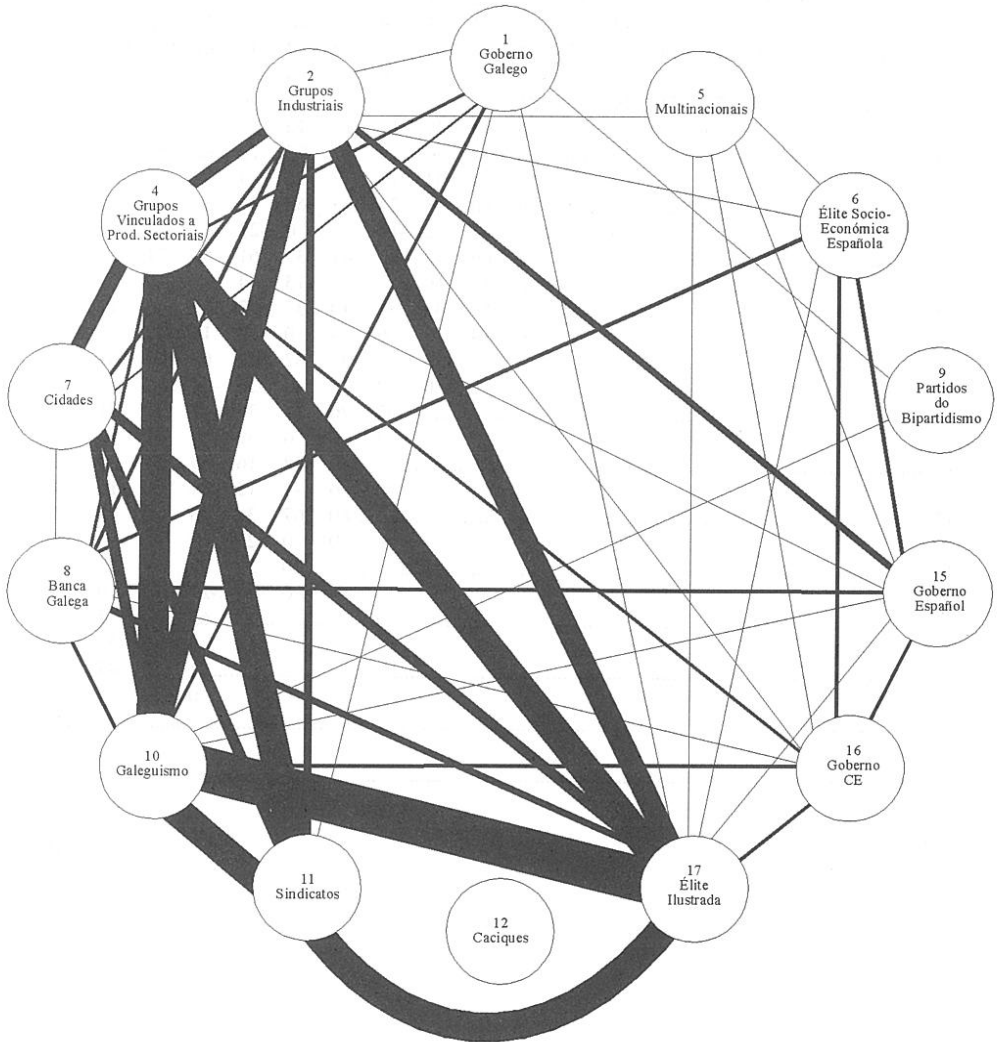 1
Goberno
Galego
2
Grupos
Industriais
5
Multinacionais
4
Grupos
Vinculados a
Prod. Sectoriais
6
Élite Socio-
Económica
Española
7
Cidades
9
Partidos
do
Bipartidismo
8
Banca
Galega
15
Goberno
Español
10
Galeguismo
16
Goberno
CE
11
Sindicatos
17
Élite
Ilustrada
12
Caciques